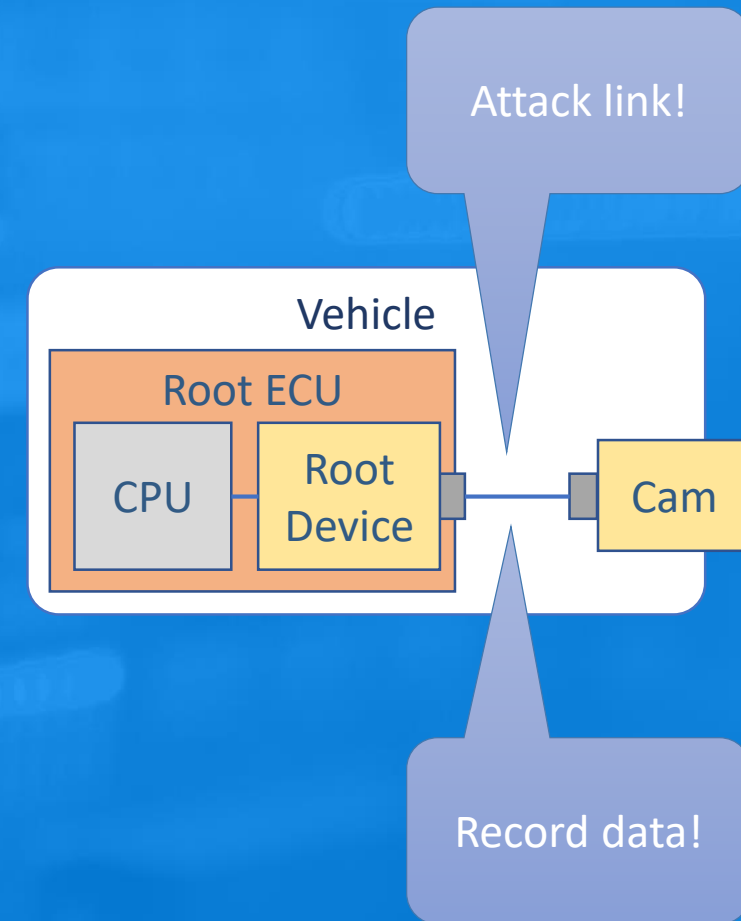 Attack link!
Vehicle
Root ECU
CPU
Root
Device
Cam
Record data!